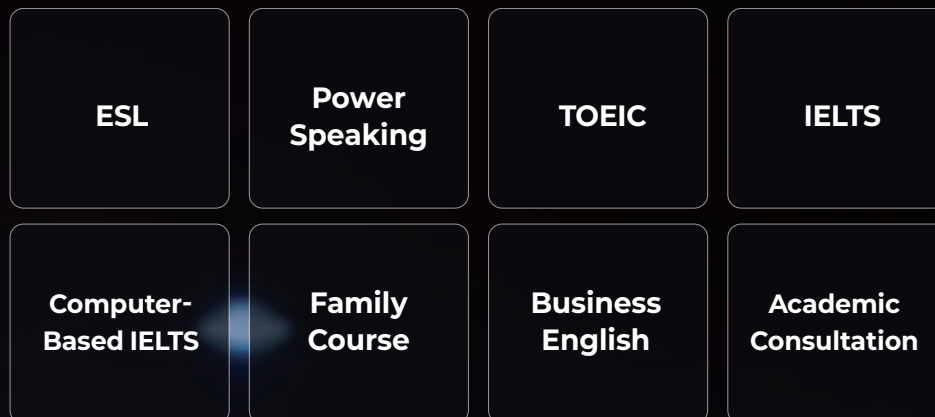 ESL
Power
Speaking
TOEIC
IELTS
Computer-
Based IELTS
Family
Course
Business
English
Academic
Consultation